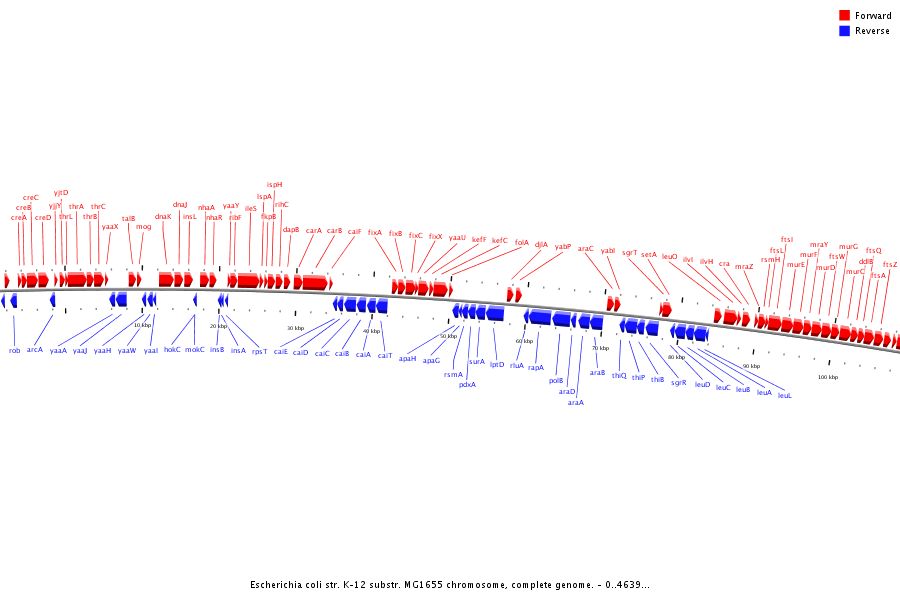 Forward
Reverse
ispH
yjtD
creC
lspA
rihC
creB
yjjY
thrA
thrC
dnaJ
nhaA
yaaY
ileS
creA
creD
thrL
thrB
talB
dnaK
insL
nhaR
ribF
fkpB
yaaX
mog
dapB
carA
carB
caiF
fixA
fixB
fixC
fixX
yaaU
kefF
kefC
folA
djlA
yabP
araC
yabI
sgrT
setA
leuO
ilvI
ilvH
cra
mraZ
rsmH
ftsL
ftsI
murE
murF
mraY
murD
ftsW
murG
murC
ddlB
ftsQ
ftsA
ftsZ
10 kbp
20 kbp
30 kbp
40 kbp
50 kbp
60 kbp
70 kbp
80 kbp
90 kbp
100 kbp
rob
arcA
yaaA
yaaJ
yaaH
yaaW
yaaI
hokC
mokC
insB
insA
rpsT
caiE
caiD
caiC
caiB
caiA
caiT
apaH
apaG
rsmA
pdxA
surA
lptD
rluA
rapA
polB
araD
araA
araB
thiQ
thiP
thiB
sgrR
leuD
leuC
leuB
leuA
leuL
Escherichia coli str. K-12 substr. MG1655 chromosome, complete genome. - 0..4639...